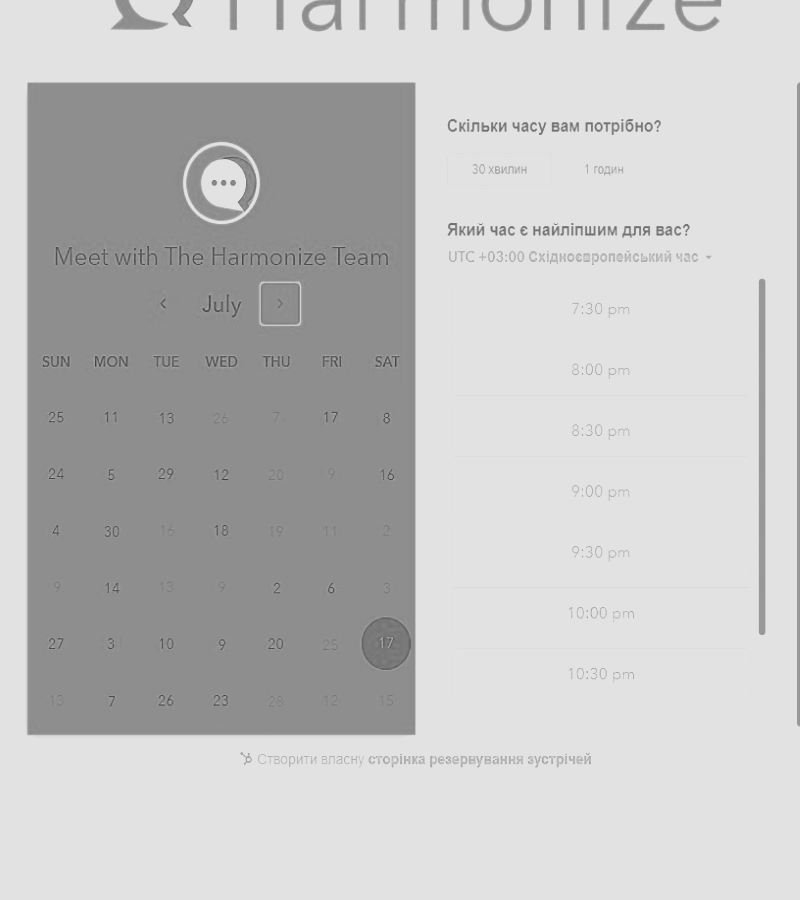 Harmonize
Meet with The Harmonize Team
July
SUN MON TUE WED THU FRI SAT
25 11 13 26 7 17 8
24 5 29 12 20 9 16
4 30 16 18 19 11 2
9 14 13 9 2 6 3
27 3 10 9 20 25 17
13 7 26 23 28 12 15
Скільки часу вам потрібно?
30 хвилин 1 годин
Який час є найліпшим для вас?
UTC +03:00 Східноєвропейський час
7:30 pm
8:00 pm
8:30 pm
9:00 pm
9:30 pm
10:00 pm
10:30 pm
Створити власну сторінка резервування зустрічей